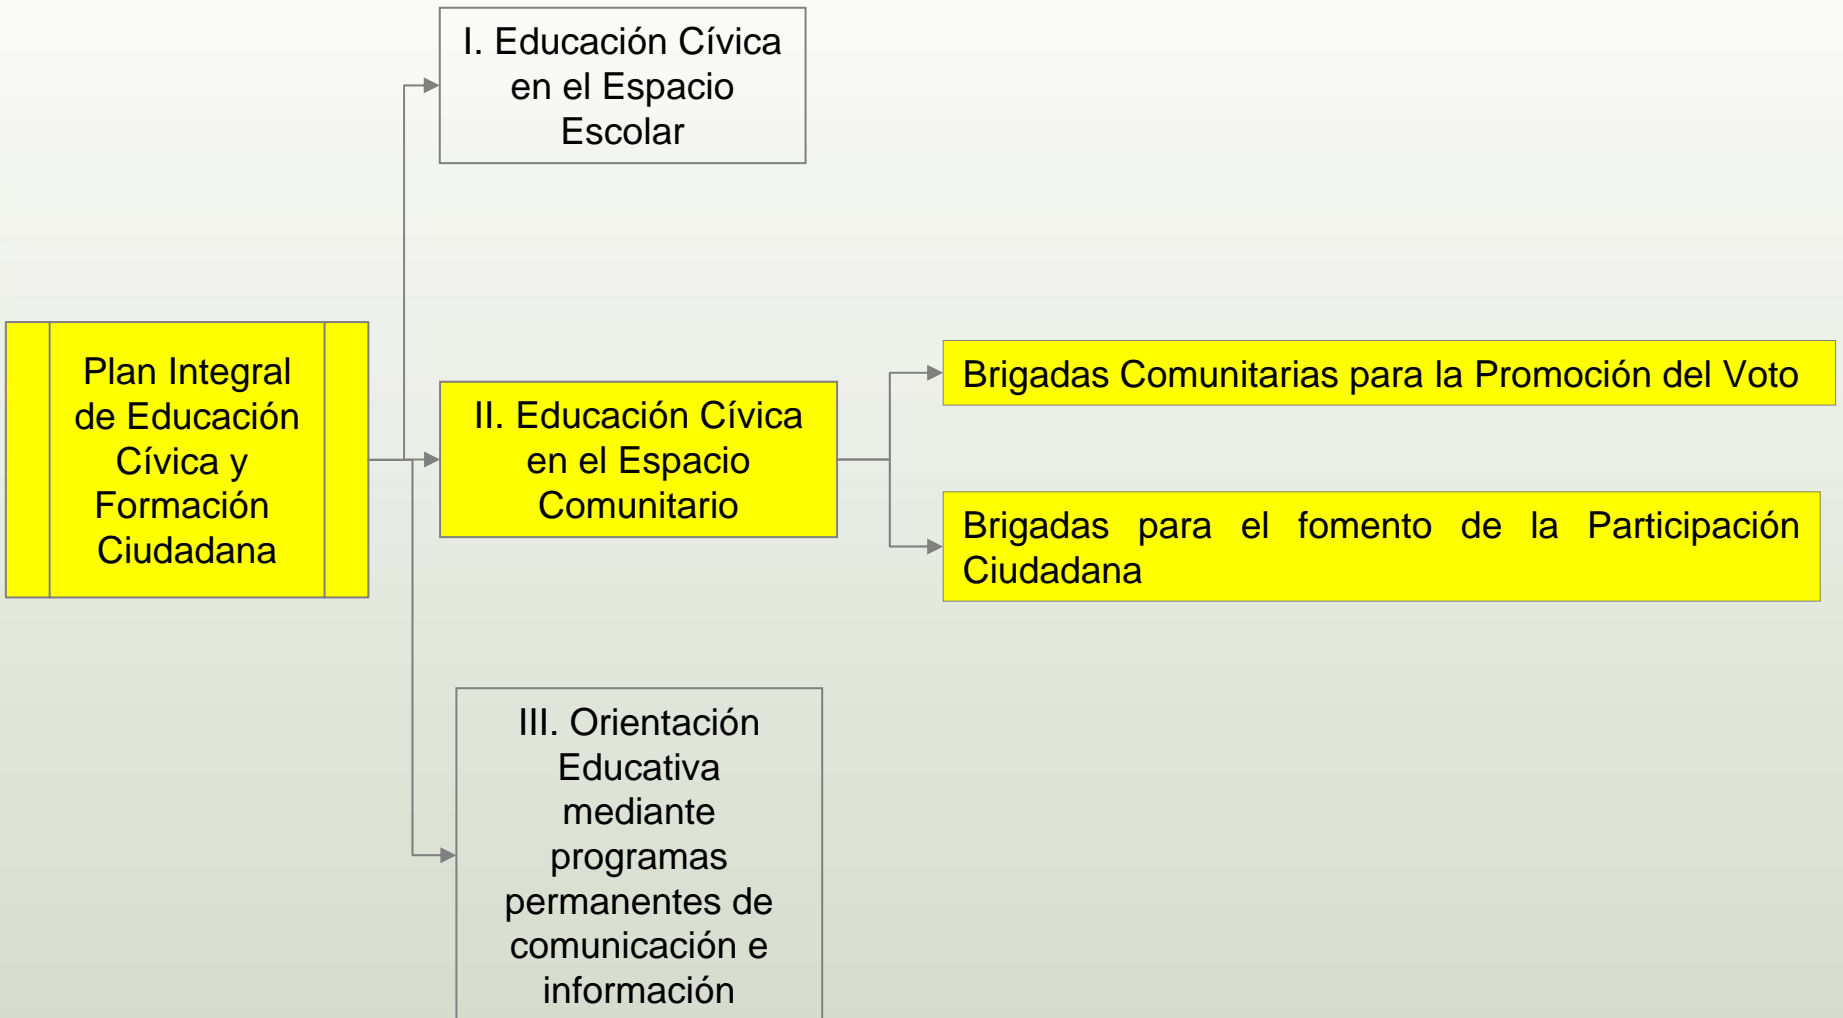 I. Educación Cívica
en el Espacio
Escolar
Plan Integral
de Educación
Cívica y
Formación
Ciudadana
II. Educación Cívica
en el Espacio
Comunitario
Brigadas Comunitarias para la Promoción del Voto
Brigadas para el fomento de la Participación
Ciudadana
III. Orientación
Educativa
mediante
programas
permanentes de
comunicación e
información